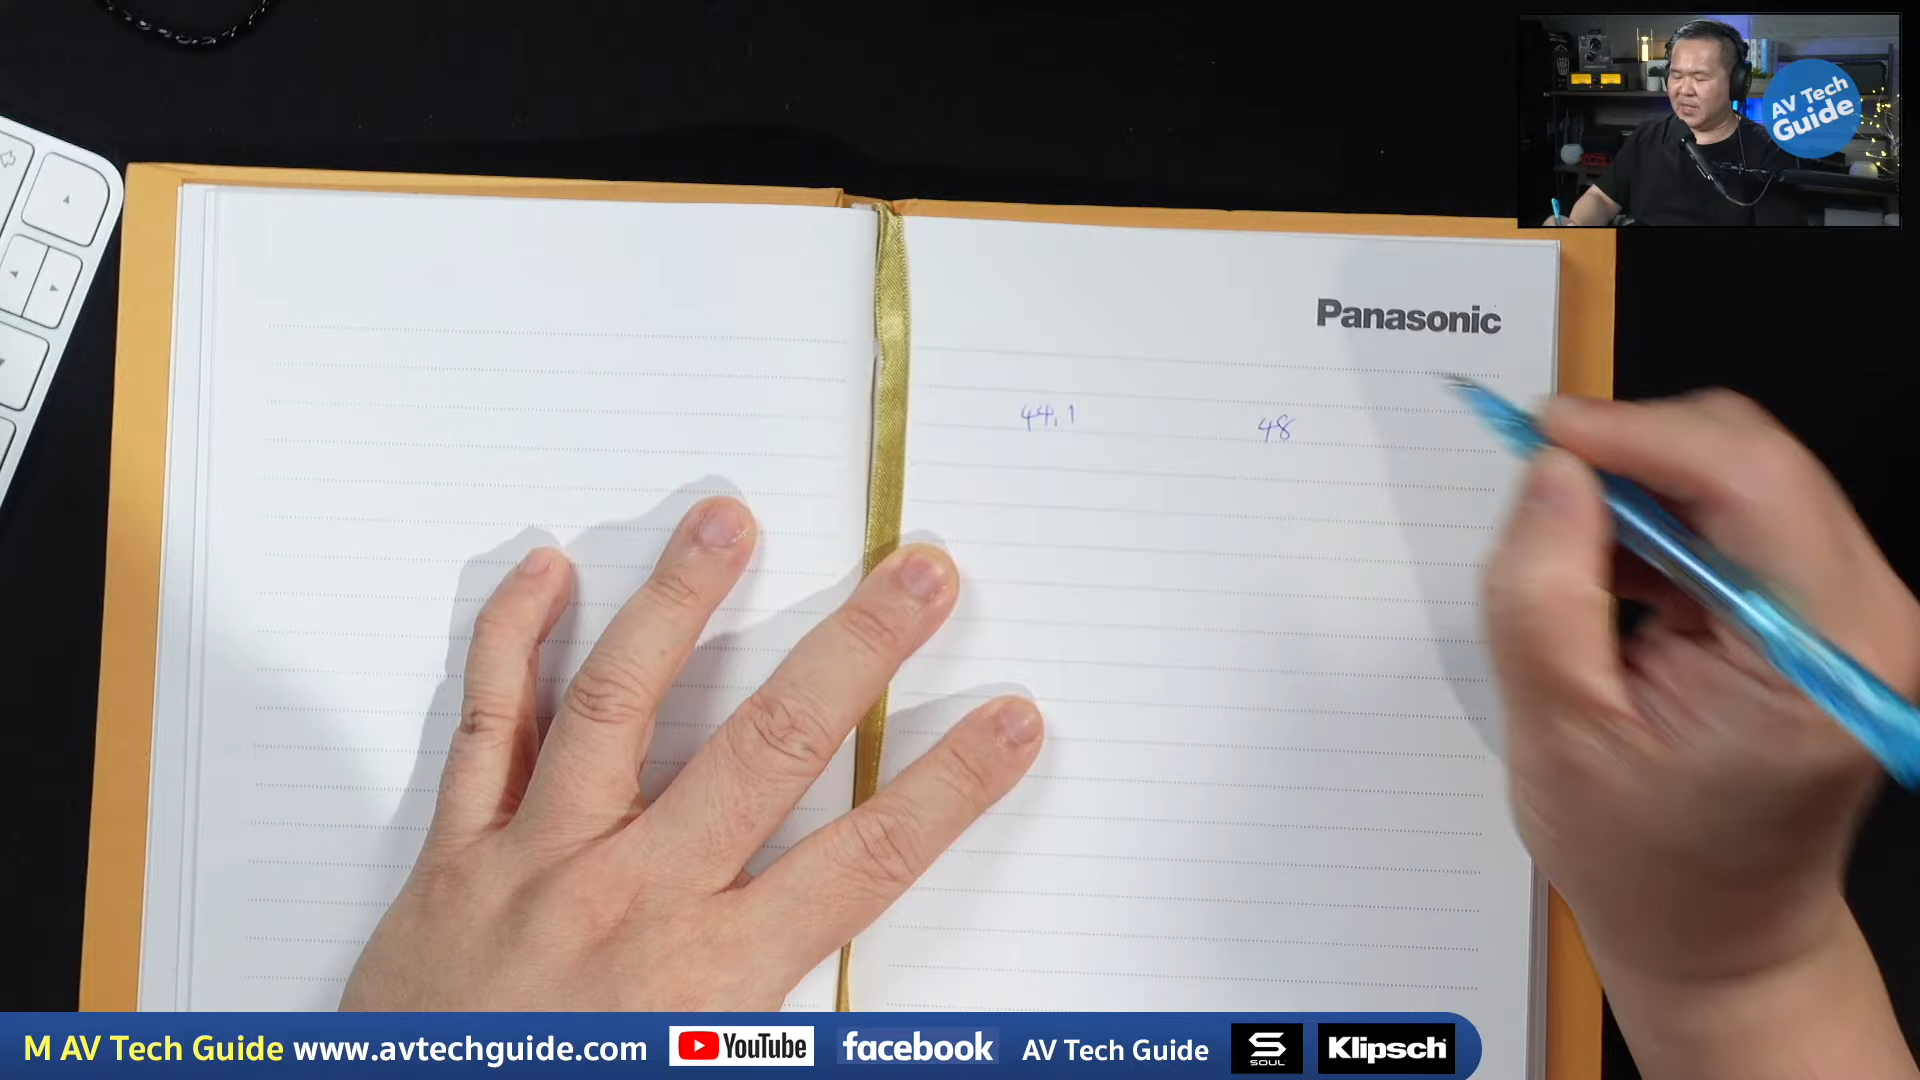 AV Tech
Guide
Panasonic
44.1 48
M AV Tech Guide www.avtechguide.com YouTube facebook AV Tech Guide S SOUL Klipsch